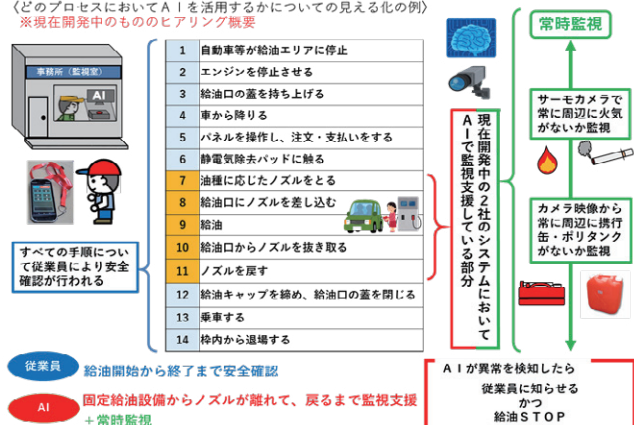 〈どのプロセスにおいてＡＩを活用するかについての見える化の例〉
※現在開発中のもののヒアリング概要
事務所（監視室）
AI
すべての手順につい
て従業員により安全
確認が行われる
1 自動車等が給油エリアに停止
2 エンジンを停止させる
3 給油口の蓋を持ち上げる
4 車から降りる
5 パネルを操作し、注文・支払いをする
6 静電気除去パッドに触る
7 油種に応じたノズルをとる
8 給油口にノズルを差し込む
9 給油
10 給油口からノズルを抜き取る
11 ノズルを戻す
12 給油キャップを締め、給油口の蓋を閉じる
13 乗車する
14 枠内から退場する
現在開発中の２社のシステムにおいて
ＡＩで監視支援している部分
常時監視
サーモカメラで
常に周辺に火気
がないか監視
カメラ映像から
常に周辺に携行
缶・ポリタンク
がないか監視
従業員 給油開始から終了まで安全確認
AI 固定給油設備からノズルが離れて、戻るまで監視支援
＋常時監視
ＡＩが異常を検知したら
従業員に知らせる
かつ
給油ＳＴＯＰ